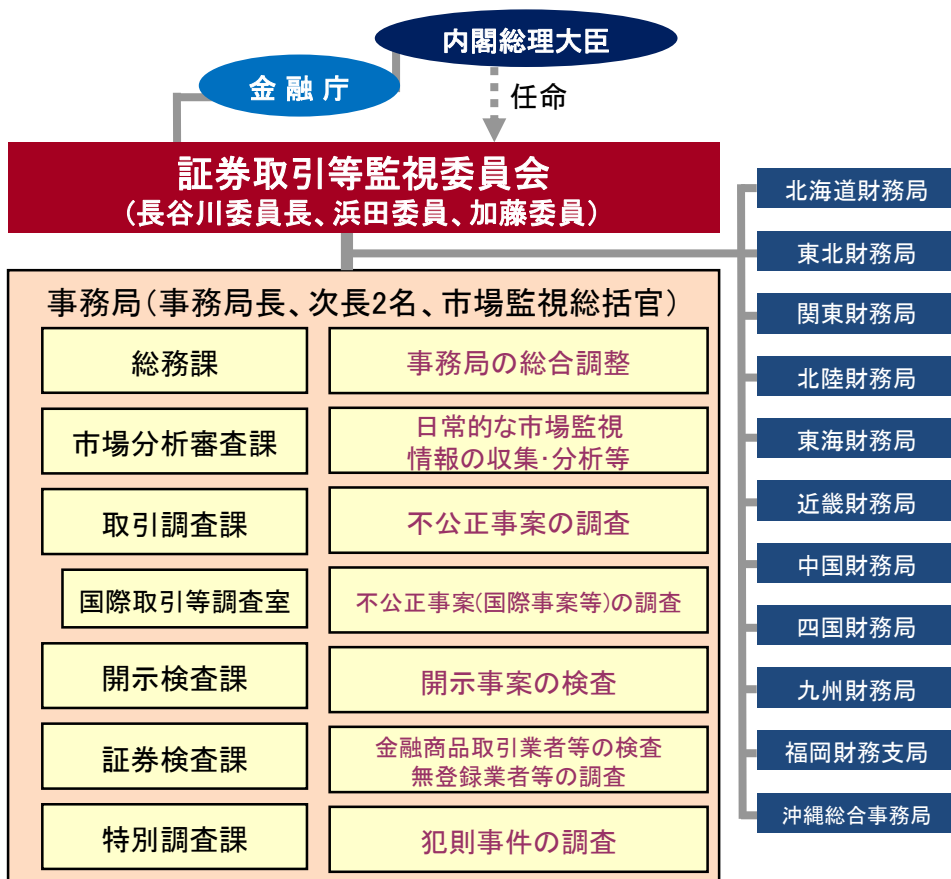 内閣総理大臣
金融庁
任命
証券取引等監視委員会
（長谷川委員長、浜田委員、加藤委員）
事務局（事務局長、次長2名、市場監視総括官）
総務課
事務局の総合調整
市場分析審査課
日常的な市場監視
情報の収集・分析等
取引調査課
不公正事案の調査
国際取引等調査室
不公正事案(国際事案等)の調査
開示検査課
開示事案の検査
証券検査課
金融商品取引業者等の検査
無登録業者等の調査
特別調査課
犯則事件の調査
北海道財務局
東北財務局
関東財務局
北陸財務局
東海財務局
近畿財務局
中国財務局
四国財務局
九州財務局
福岡財務支局
沖縄総合事務局